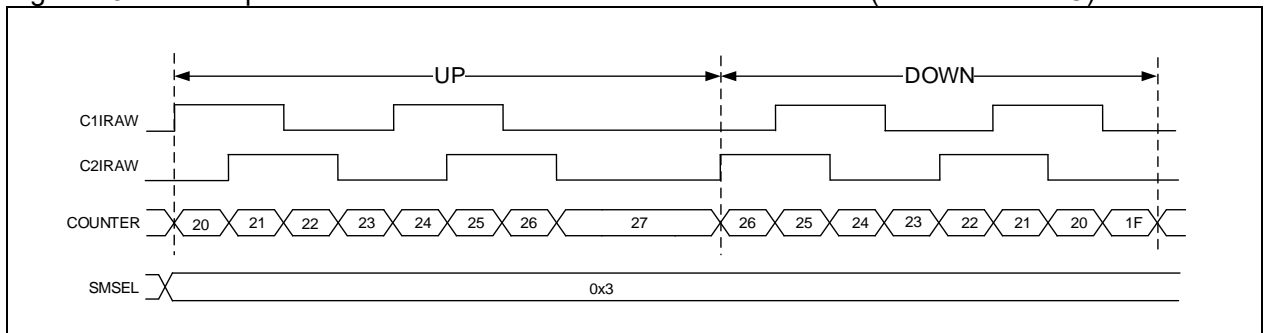 UP DOWN
C1IRAW
C2IRAW
COUNTER 20 21 22 23 24 25 26 27 26 25 24 23 22 21 20 1F
SMSEL 0x3